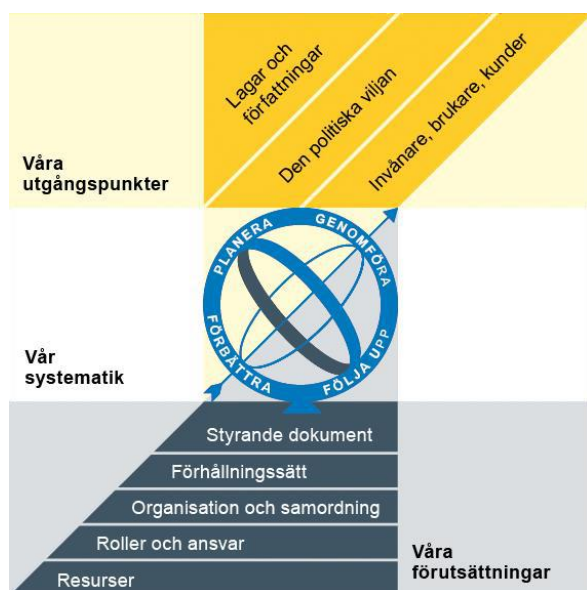 Lagar och
författningar
Den politiska viljan
Invånare, brukare, kunder
Våra
utgångspunkter
PLANERA
GENOMFÖRA
FÖRBÄTTRA
FÖLJA UPP
Vår
systematik
Styrande dokument
Förhållningssätt
Organisation och samordning
Roller och ansvar
Resurser
Våra
förutsättningar